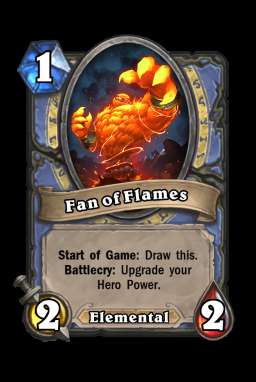 1
Fan of Flames
Start of Game: Draw this.
Battlecry: Upgrade your
Hero Power.
2 Elemental 2